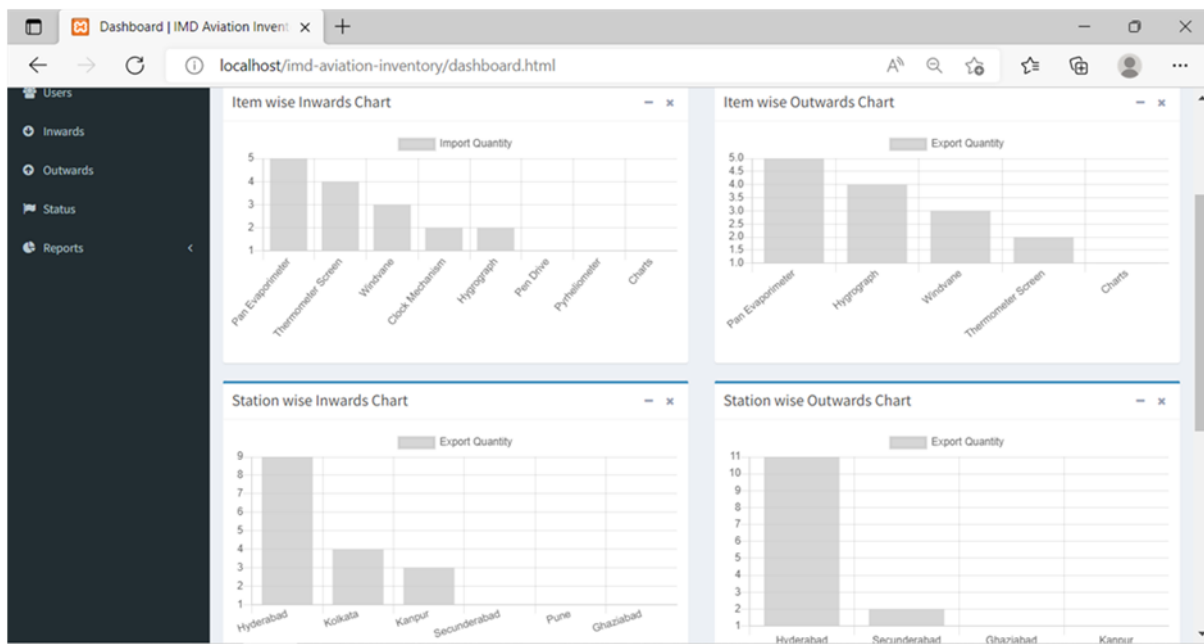 Dashboard | IMD Aviation Invent
localhost/imd-aviation-inventory/dashboard.html
Users
Inwards
Outwards
Status
Reports
Item wise Inwards Chart
Import Quantity
5
4
3
2
1
Pan Evaporimeter
Thermometer Screen
Windvane
Clock Mechanism
Hygrograph
Pen Drive
Pyrheliometer
Charts
Item wise Outwards Chart
Export Quantity
5.0
4.5
4.0
3.5
3.0
2.5
2.0
1.5
1.0
Pan Evaporimeter
Hygrograph
Windvane
Thermometer Screen
Charts
Station wise Inwards Chart
Export Quantity
9
8
7
6
5
4
3
2
1
Hyderabad
Kolkata
Kanpur
Secunderabad
Pune
Ghaziabad
Station wise Outwards Chart
Export Quantity
11
10
9
8
7
6
5
4
3
2
1
Hyderabad
Secunderabad
Ghaziabad
Kanpur